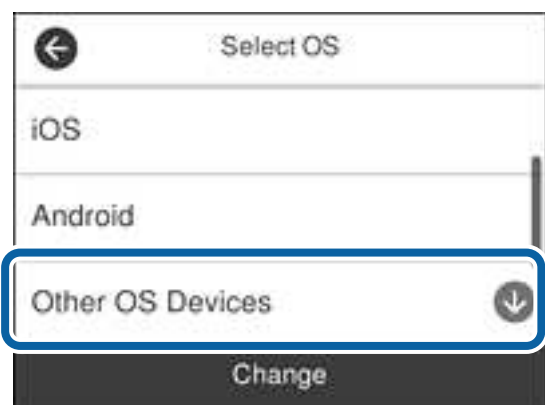 Select OS
iOS
Android
Other OS Devices
Change